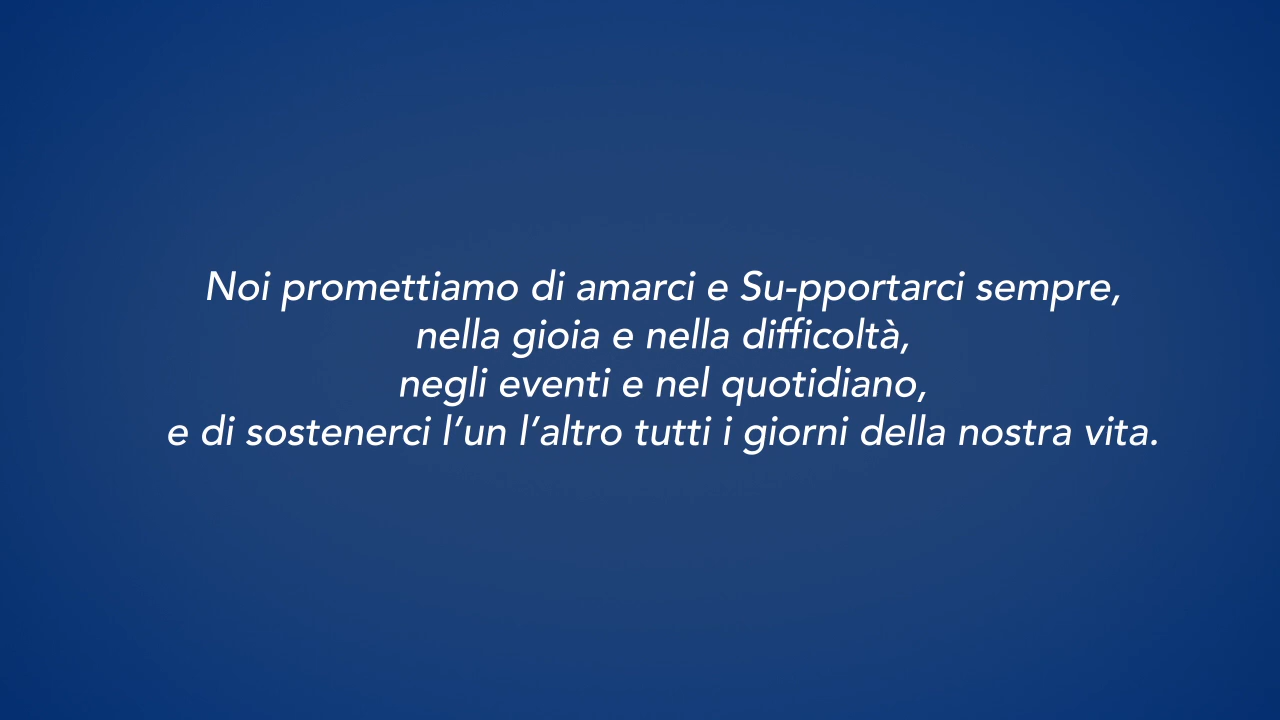 Noi promettiamo di amarci e Su-pportarci sempre,
nella gioia e nella difficoltà,
negli eventi e nel quotidiano,
e di sostenerci l’un l’altro tutti i giorni della nostra vita.